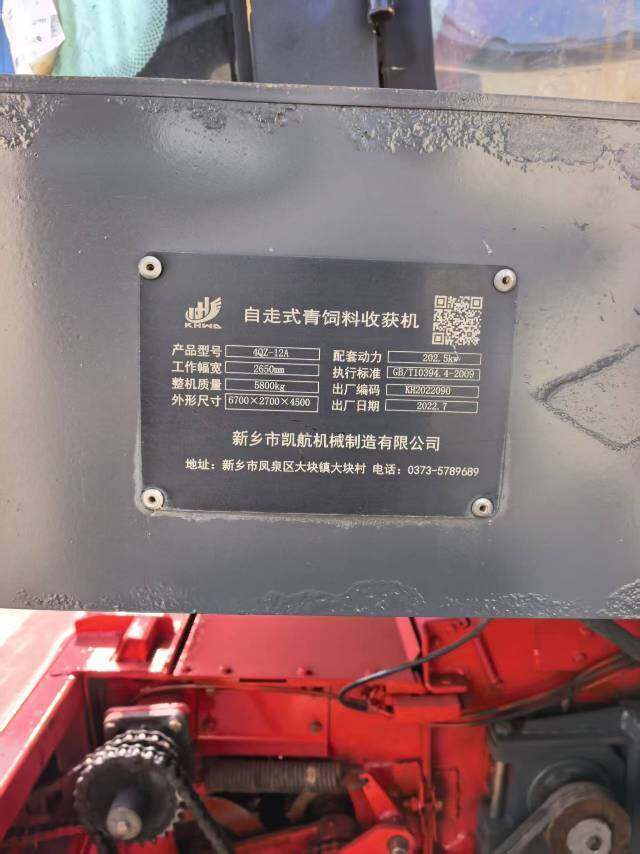 KHWD
自走式青饲料收获机
产品型号 4QZ-12A 配套动力 202.5kw
工作幅宽 2650mm 执行标准 GB/T10394.4-2009
整机质量 5800kg 出厂编码 KH2022090
外形尺寸 6700×2700×4500 出厂日期 2022.7
新乡市凯航机械制造有限公司
地址：新乡市凤泉区大块镇大块村 电话：0373-5789689